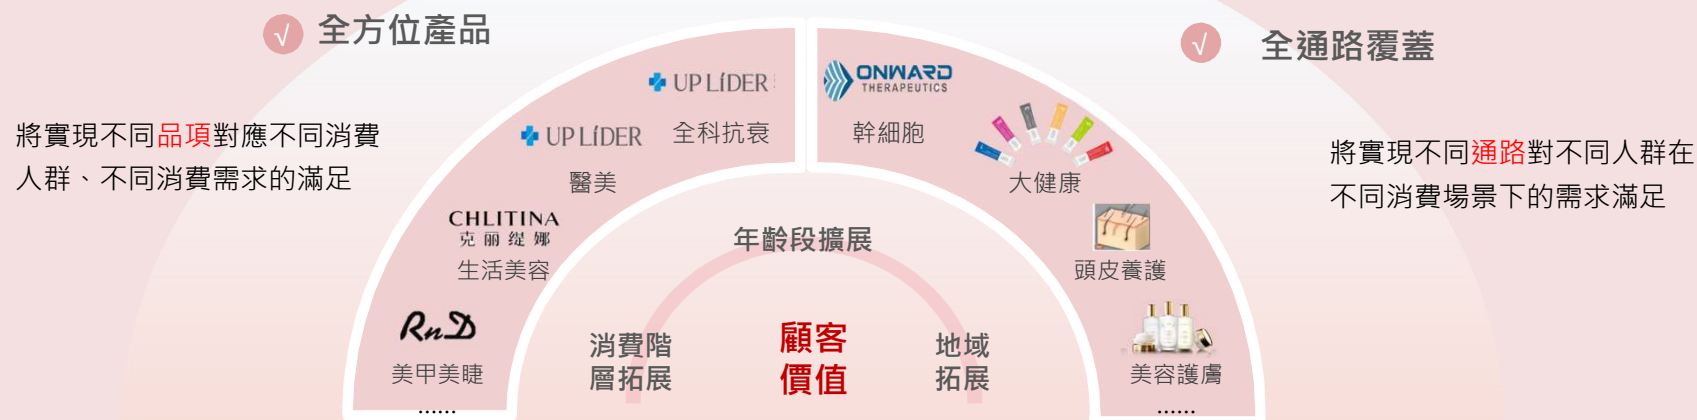 √ 全方位產品
將實現不同品項對應不同消費
人群、不同消費需求的滿足
√ 全通路覆蓋
將實現不同通路對不同人群在
不同消費場景下的需求滿足
UP LÍDER
全科抗衰
UP LÍDER
醫美
CHLITINA
克丽缇娜
生活美容
RnD
美甲美睫
......
ONWARD
THERAPEUTICS
幹細胞
大健康
頭皮養護
美容護膚
......
年齡段擴展
消費階
層拓展
顧客
價值
地域
拓展